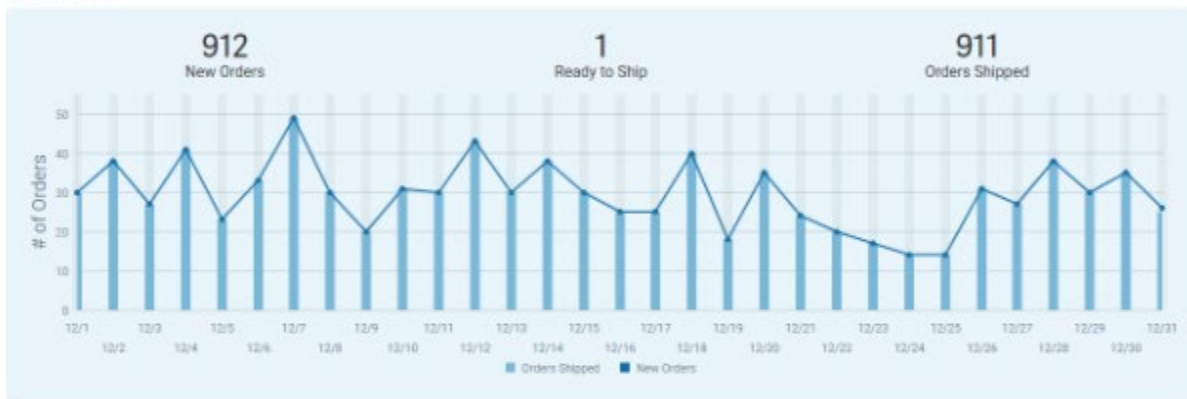 912
New Orders
1
Ready to Ship
911
Orders Shipped
# of Orders
50
40
30
20
10
0
12/1 12/3 12/5 12/7 12/9 12/11 12/13 12/15 12/17 12/19 12/21 12/23 12/25 12/27 12/29 12/31
12/2 12/4 12/6 12/8 12/10 12/12 12/14 12/16 12/18 12/20 12/22 12/24 12/26 12/28 12/30
Orders Shipped New Orders